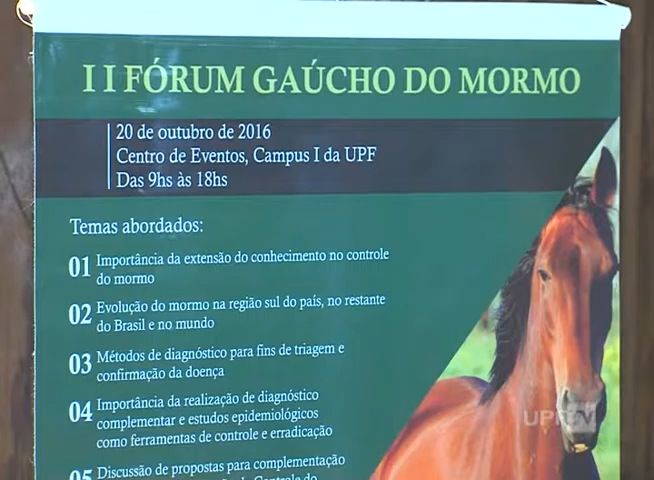 II FÓRUM GAÚCHO DO MORMO
20 de outubro de 2016
Centro de Eventos, Campus I da UPF
Das 9hs às 18hs
Temas abordados:
01 Importância da extensão do conhecimento no controle
do mormo
02 Evolução do mormo na região sul do país, no restante
do Brasil e no mundo
03 Métodos de diagnóstico para fins de triagem e
confirmação da doença
04 Importância da realização de diagnóstico
complementar e estudos epidemiológicos
como ferramentas de controle e erradicação
05 Discussão de propostas para complementação
Controle do
UPFTV